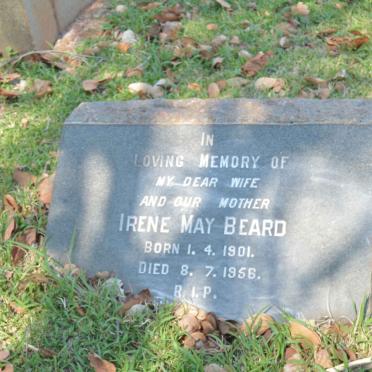 IN
LOVING MEMORY OF
MY DEAR WIFE
AND OUR MOTHER
IRENE MAY BEARD
BORN 1. 4. 1901.
DIED 8. 7. 1956.
R.I.P.